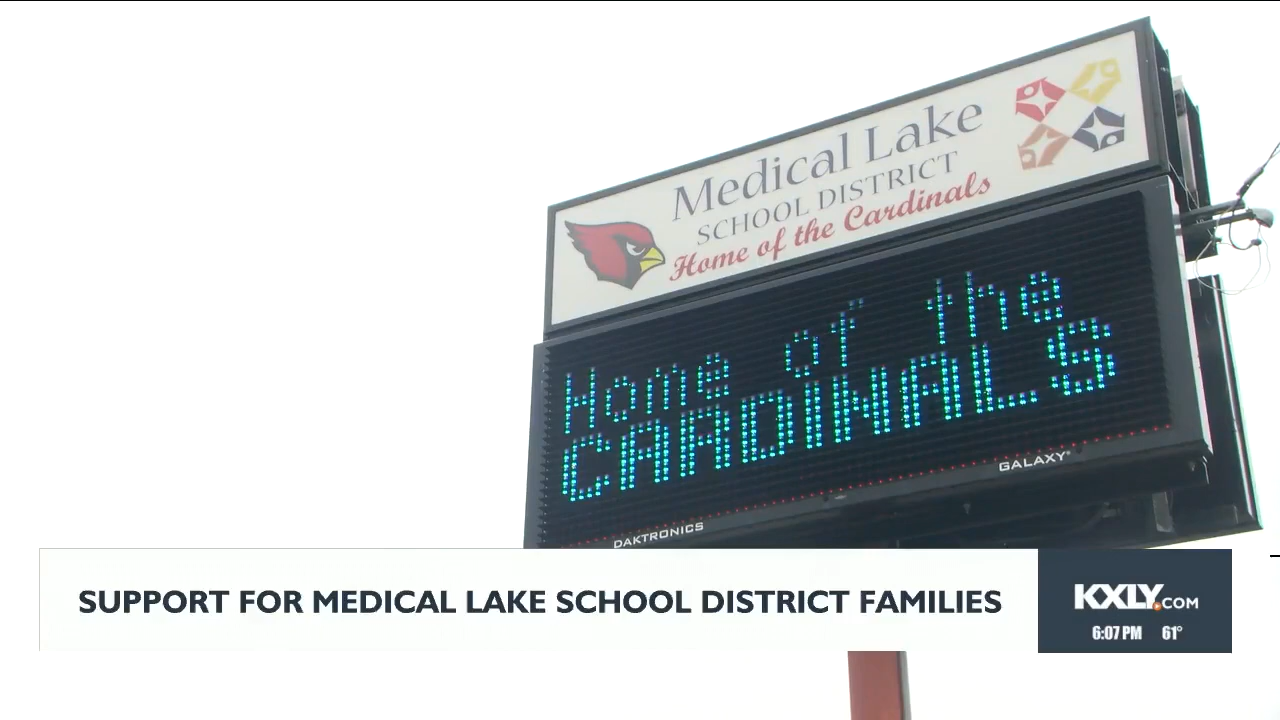 Medical Lake
SCHOOL DISTRICT
Home of the Cardinals
Home of the
CARDINALS
GALAXY®
DAKTRONICS
SUPPORT FOR MEDICAL LAKE SCHOOL DISTRICT FAMILIES
KXLY.COM
6:07 PM 61°